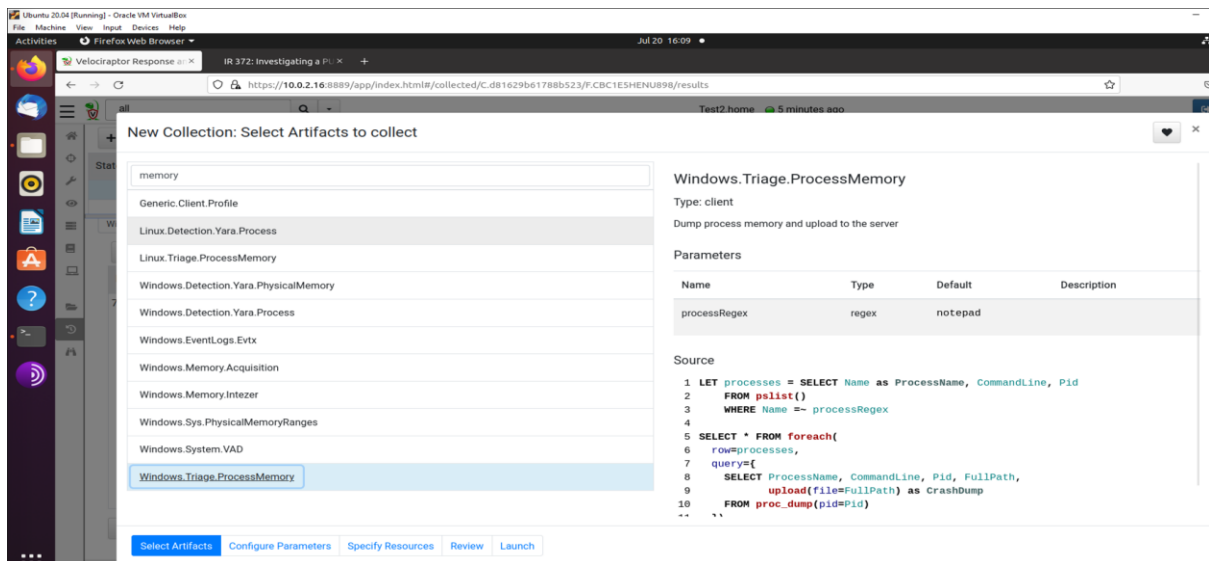 Ubuntu 20.04 [Running] - Oracle VM VirtualBox
File Machine View Input Devices Help
Activities Firefox Web Browser Jul 20 16:09
Velociraptor Response an × IR 372: Investigating a PL × +
https://10.0.2.16:8889/app/index.html#/collected/C.d81629b61788b523/F.CBC1E5HENU898/results
all Test2.home 5 minutes ago
New Collection: Select Artifacts to collect
Stat
memory
Generic.Client.Profile
Linux.Detection.Yara.Process
Linux.Triage.ProcessMemory
Windows.Detection.Yara.PhysicalMemory
Windows.Detection.Yara.Process
Windows.EventLogs.Evtx
Windows.Memory.Acquisition
Windows.Memory.Intezer
Windows.Sys.PhysicalMemoryRanges
Windows.System.VAD
Windows.Triage.ProcessMemory
Windows.Triage.ProcessMemory
Type: client
Dump process memory and upload to the server
Parameters
Name Type Default Description
processRegex regex notepad
Source
1 LET processes = SELECT Name as ProcessName, CommandLine, Pid
2 FROM pslist()
3 WHERE Name =~ processRegex
4
5 SELECT * FROM foreach(
6 row=processes,
7 query={
8 SELECT ProcessName, CommandLine, Pid, FullPath,
9 upload(file=FullPath) as CrashDump
10 FROM proc_dump(pid=Pid)
Select Artifacts Configure Parameters Specify Resources Review Launch